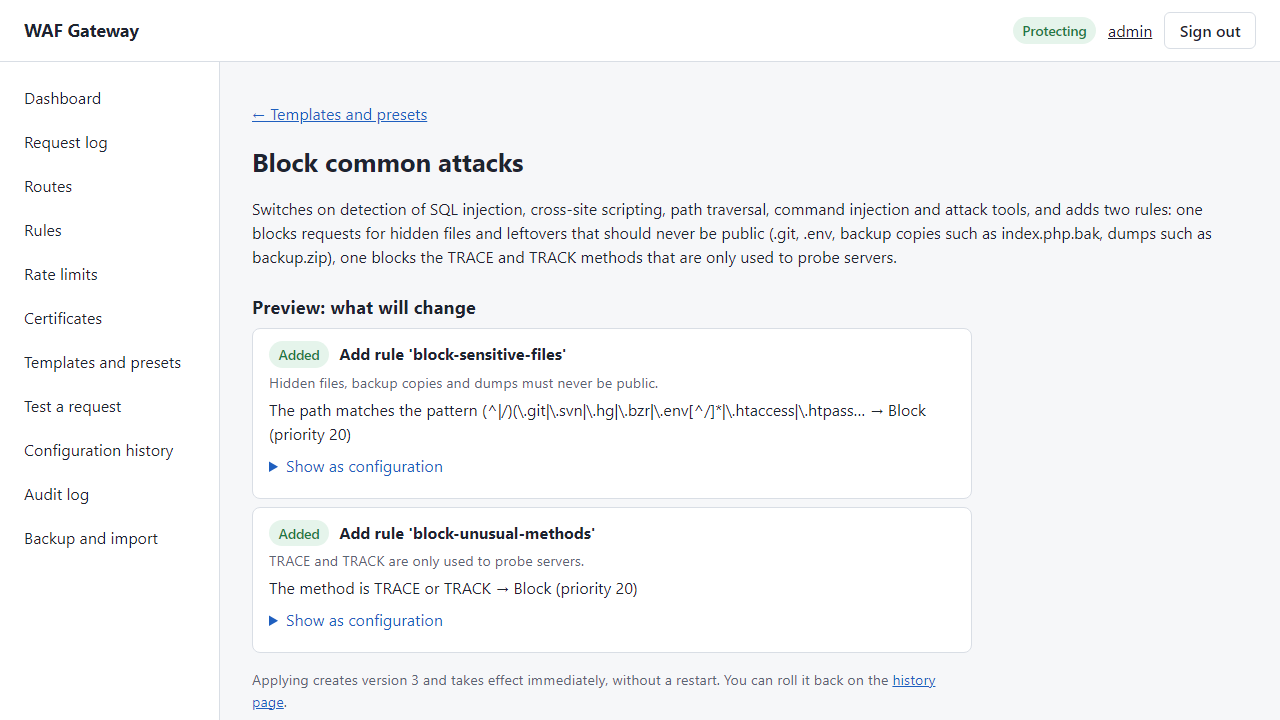 WAF Gateway
Protecting
admin
Sign out
Dashboard
Request log
Routes
Rules
Rate limits
Certificates
Templates and presets
Test a request
Configuration history
Audit log
Backup and import
← Templates and presets
Block common attacks
Switches on detection of SQL injection, cross-site scripting, path traversal, command injection and attack tools, and adds two rules: one
blocks requests for hidden files and leftovers that should never be public (.git, .env, backup copies such as index.php.bak, dumps such as
backup.zip), one blocks the TRACE and TRACK methods that are only used to probe servers.
Preview: what will change
Added Add rule 'block-sensitive-files'
Hidden files, backup copies and dumps must never be public.
The path matches the pattern (^|/)(\.git|\.svn|\.hg|\.bzr|\.env[^/]*|\.htaccess|\.htpass… → Block
(priority 20)
Show as configuration
Added Add rule 'block-unusual-methods'
TRACE and TRACK are only used to probe servers.
The method is TRACE or TRACK → Block (priority 20)
Show as configuration
Applying creates version 3 and takes effect immediately, without a restart. You can roll it back on the history
page.